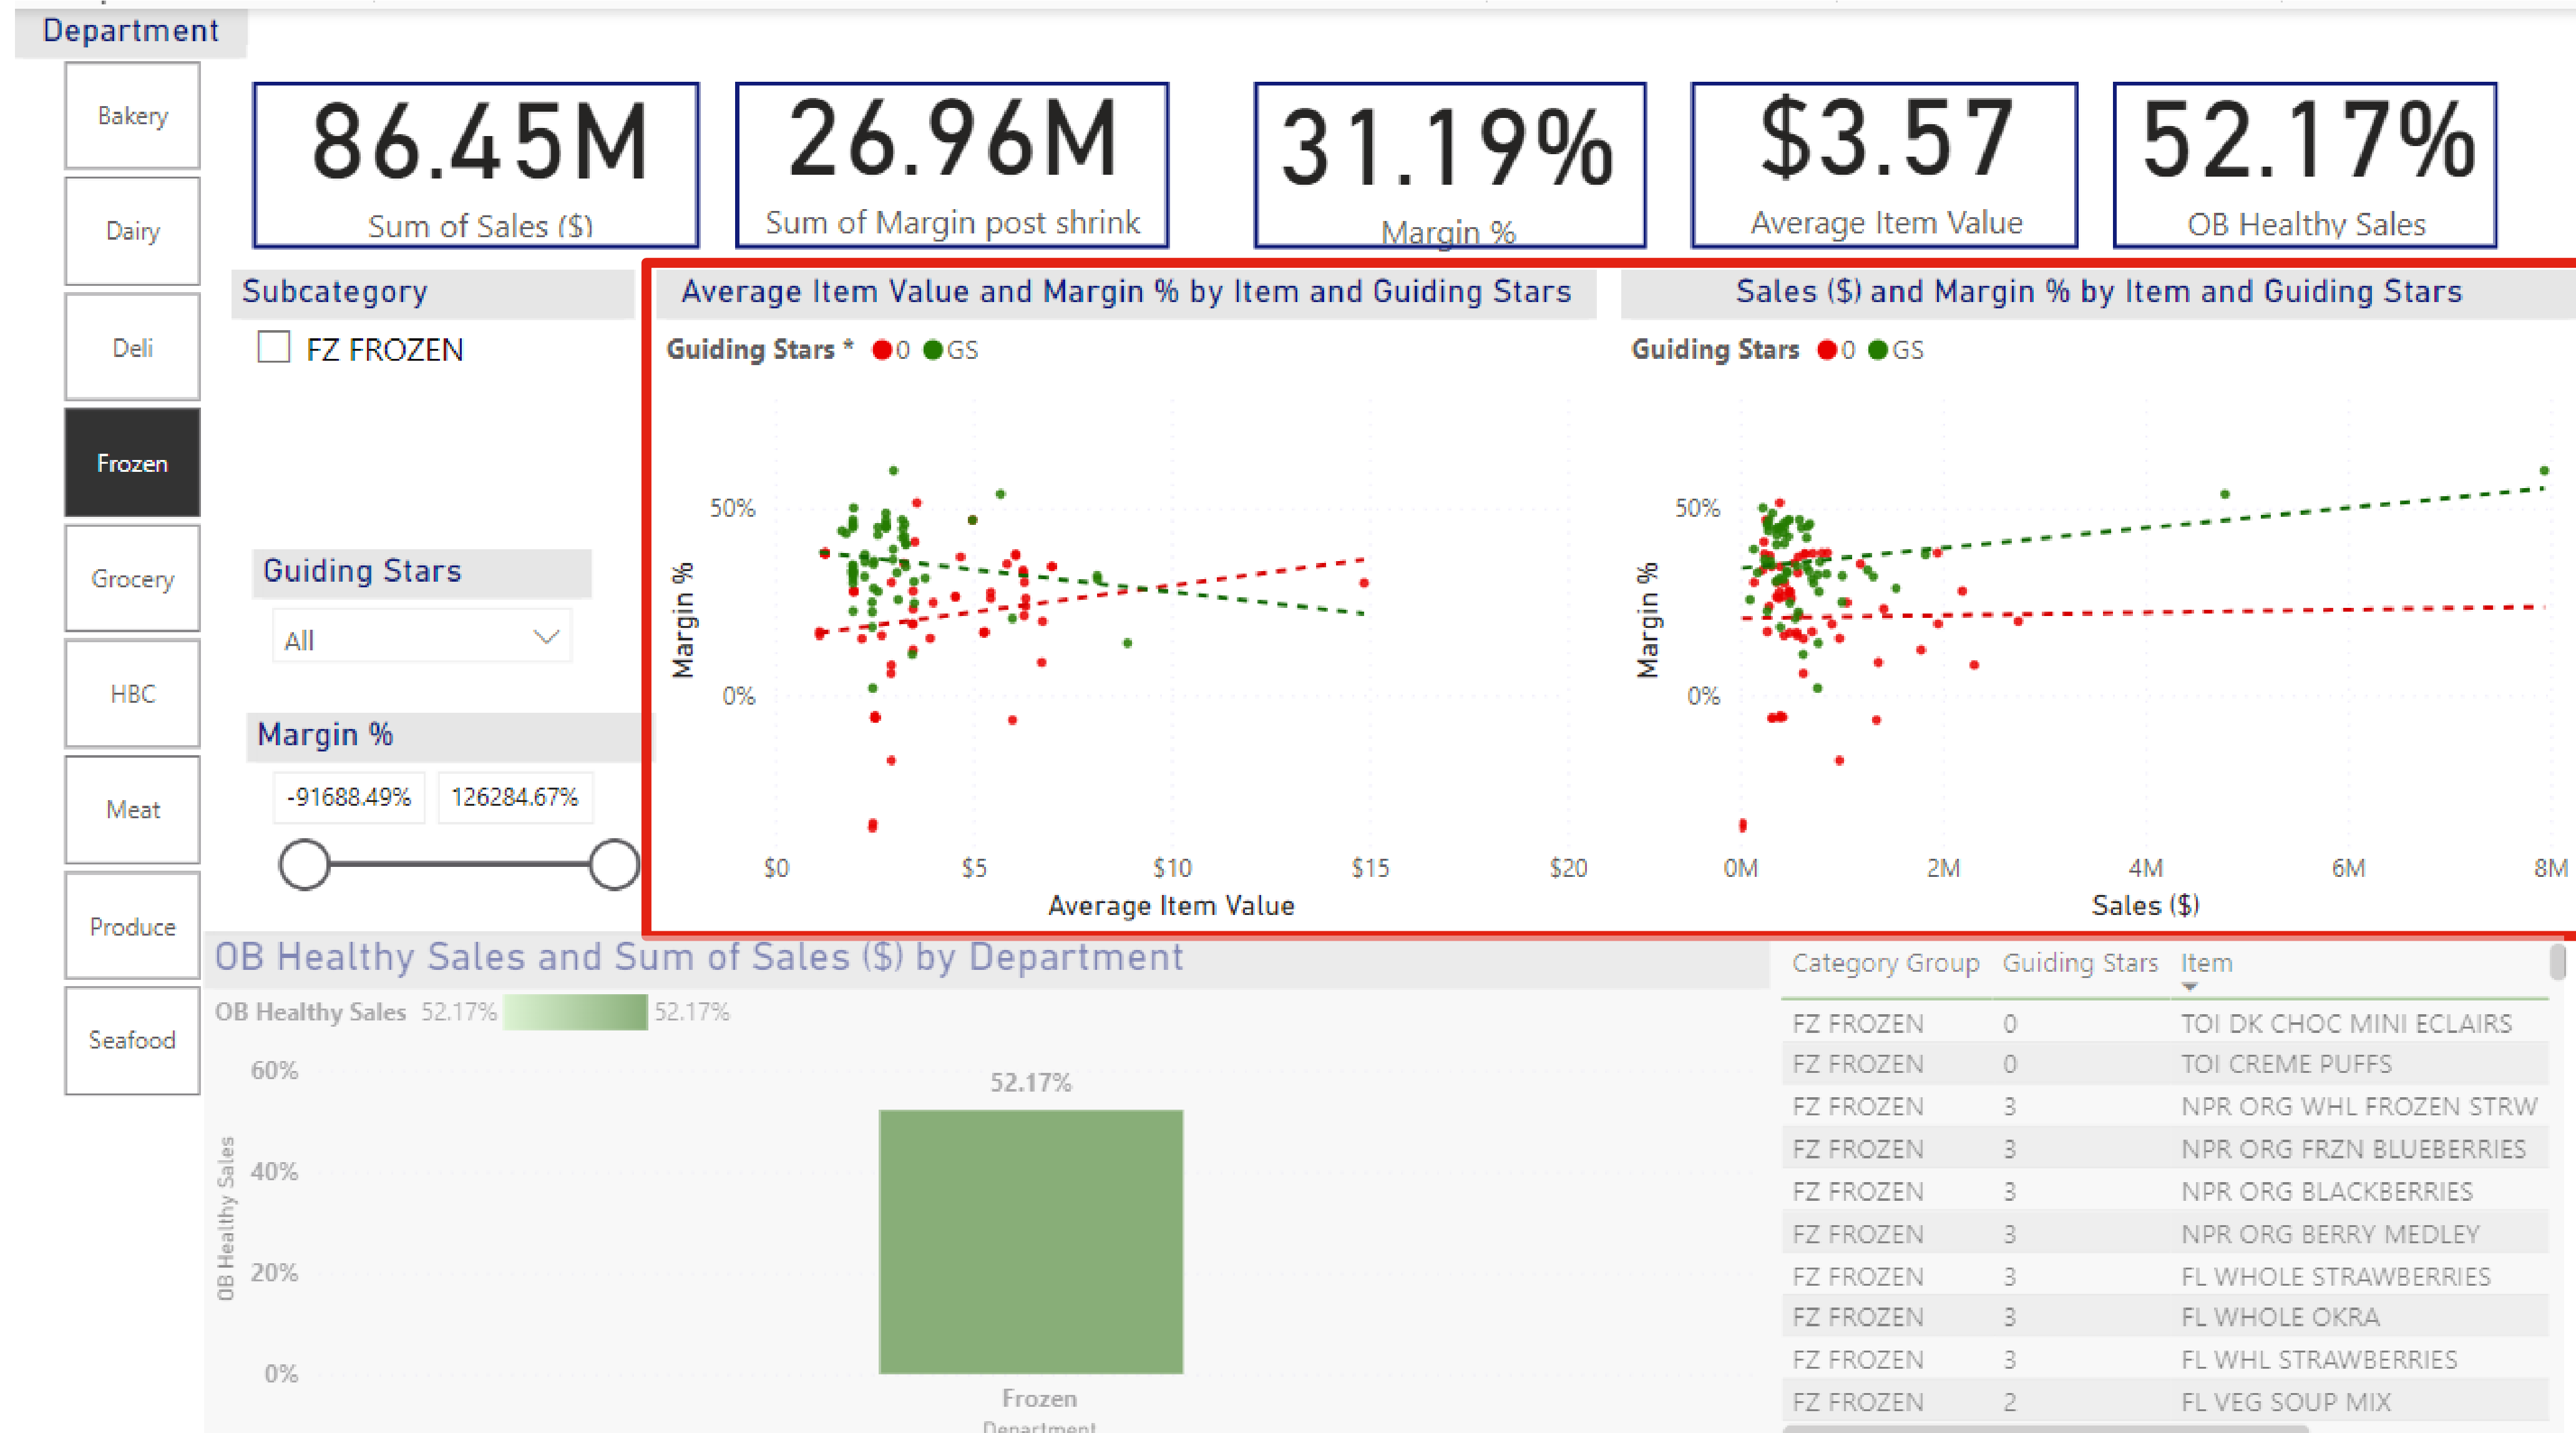 Department
Bakery
Dairy
Deli
Frozen
Grocery
HBC
Meat
Produce
Seafood
86.45M
Sum of Sales ($)
26.96M
Sum of Margin post shrink
31.19%
Margin %
$3.57
Average Item Value
52.17%
OB Healthy Sales
Subcategory
FZ FROZEN
Guiding Stars
All
Margin %
-91688.49% 126284.67%
Average Item Value and Margin % by Item and Guiding Stars
Guiding Stars * 0 GS
Margin %
50%
0%
$0 $5 $10 $15 $20
Average Item Value
Sales ($) and Margin % by Item and Guiding Stars
Guiding Stars 0 GS
Margin %
50%
0%
0M 2M 4M 6M 8M
Sales ($)
OB Healthy Sales and Sum of Sales ($) by Department
OB Healthy Sales 52.17% 52.17%
OB Healthy Sales
60%
40%
20%
0%
52.17%
Frozen
Department
Category Group Guiding Stars Item
FZ FROZEN 0 TOI DK CHOC MINI ECLAIRS
FZ FROZEN 0 TOI CREME PUFFS
FZ FROZEN 3 NPR ORG WHL FROZEN STRW
FZ FROZEN 3 NPR ORG FRZN BLUEBERRIES
FZ FROZEN 3 NPR ORG BLACKBERRIES
FZ FROZEN 3 NPR ORG BERRY MEDLEY
FZ FROZEN 3 FL WHOLE STRAWBERRIES
FZ FROZEN 3 FL WHOLE OKRA
FZ FROZEN 3 FL WHL STRAWBERRIES
FZ FROZEN 2 FL VEG SOUP MIX